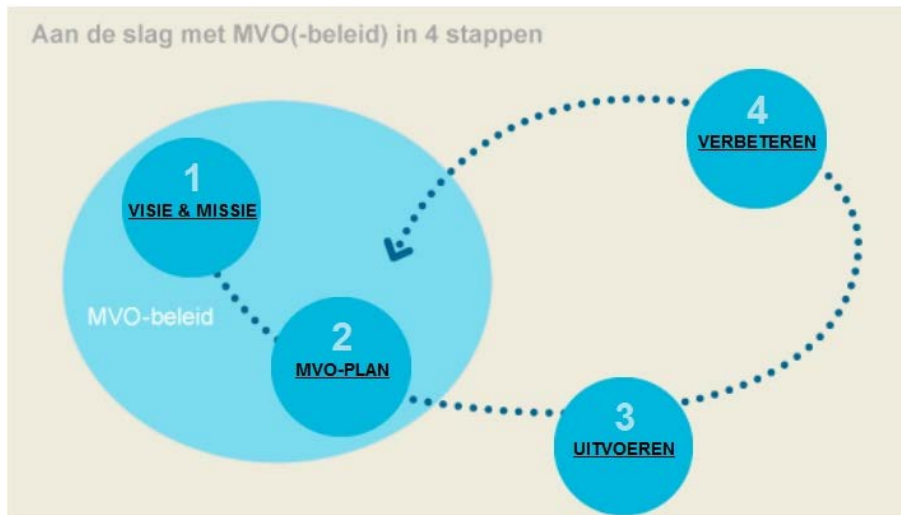 Aan de slag met MVO(-beleid) in 4 stappen
1
VISIE & MISSIE
MVO-beleid
2
MVO-PLAN
3
UITVOEREN
4
VERBETEREN